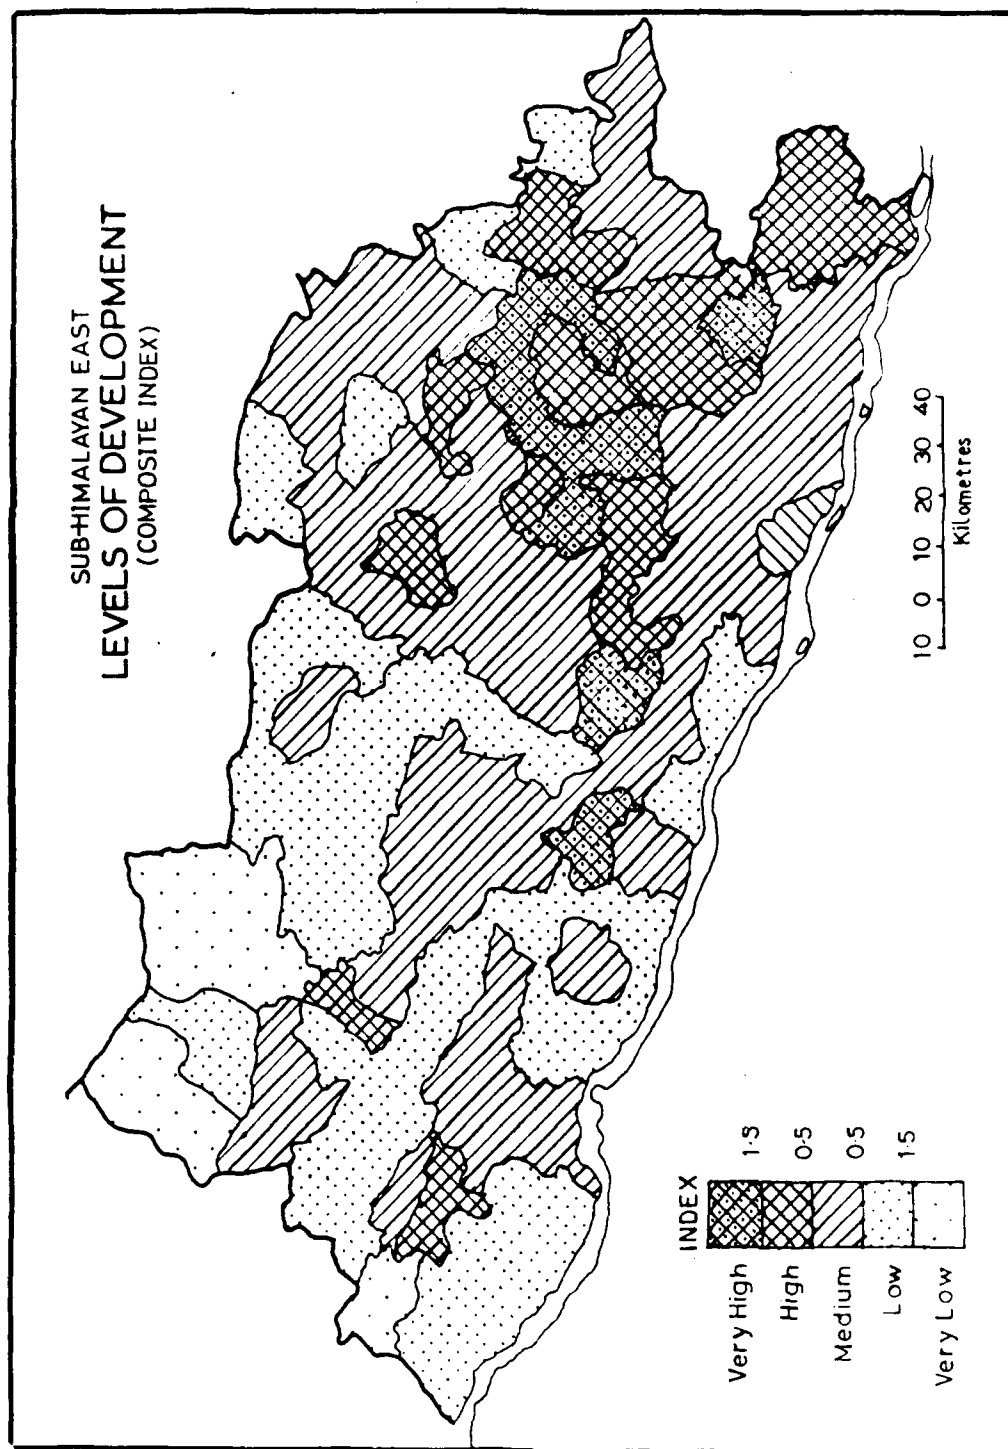 SUB-HIMALAYAN EAST
LEVELS OF DEVELOPMENT
(COMPOSITE INDEX)
10 0 10 20 30 40
Kilometres
INDEX
Very High
1·8
High
0·5
Medium
0·5
Low
1·5
Very Low